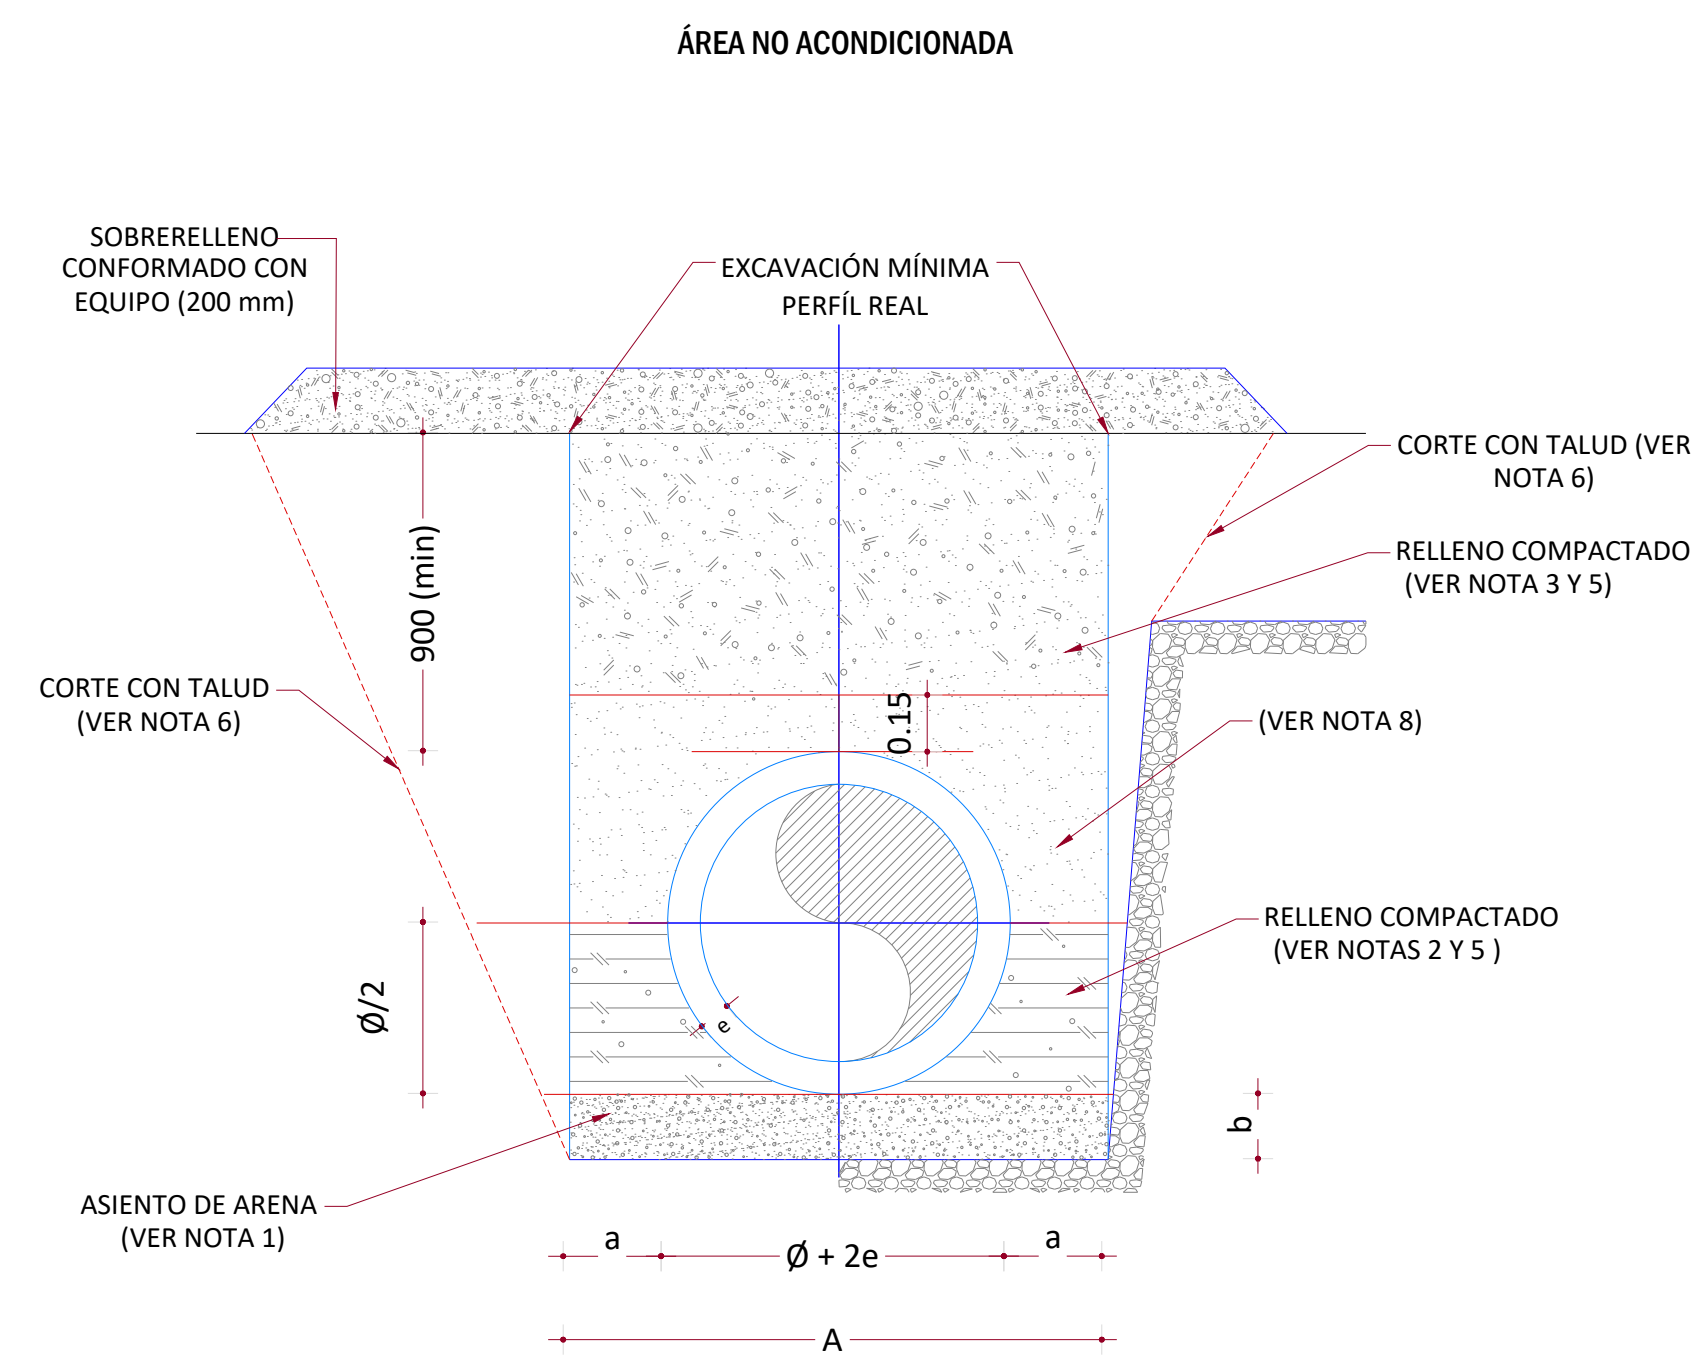 ÁREA NO ACONDICIONADA
SOBRERELLENO
CONFORMADO CON
EQUIPO (200 mm)
EXCAVACIÓN MÍNIMA
PERFÍL REAL
CORTE CON TALUD (VER
NOTA 6)
RELLENO COMPACTADO
(VER NOTA 3 Y 5)
900 (min)
CORTE CON TALUD
(VER NOTA 6)
0.15
(VER NOTA 8)
RELLENO COMPACTADO
(VER NOTAS 2 Y 5 )
Ø/2
e
b
ASIENTO DE ARENA
(VER NOTA 1)
a
Ø + 2e
a
A